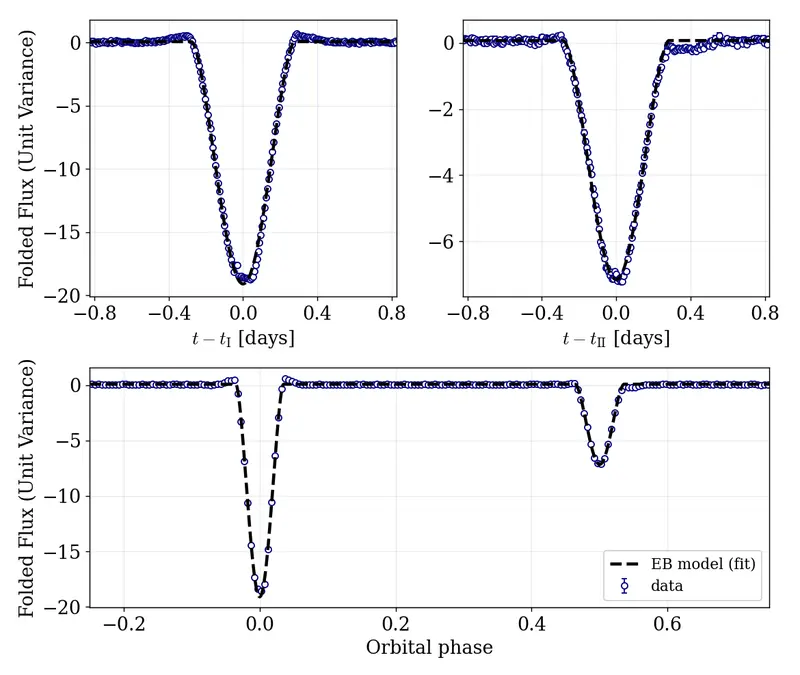 Folded Flux (Unit Variance)
0
−5
−10
−15
−20
−0.8 −0.4 0.0 0.4 0.8
t − tI [days]
0
−2
−4
−6
−0.8 −0.4 0.0 0.4 0.8
t − tII [days]
Folded Flux (Unit Variance)
0
−5
−10
−15
−20
−0.2 0.0 0.2 0.4 0.6
Orbital phase
EB model (fit)
data